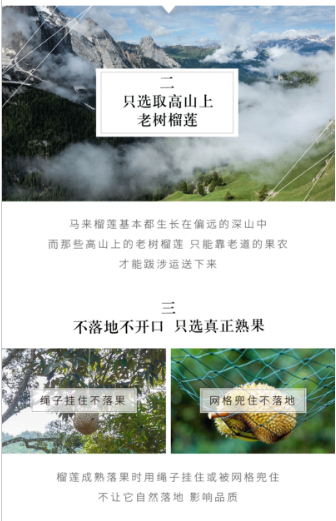 二
只选取高山上
老树榴莲
马来榴莲基本都生长在偏远的深山中
而那些高山上的老树榴莲 只能靠老道的果农
才能跋涉运送下来
三
不落地不开口 只选真正熟果
绳子挂住不落果
网格兜住不落地
榴莲成熟落果时用绳子挂住或被网格兜住
不让它自然落地 影响品质